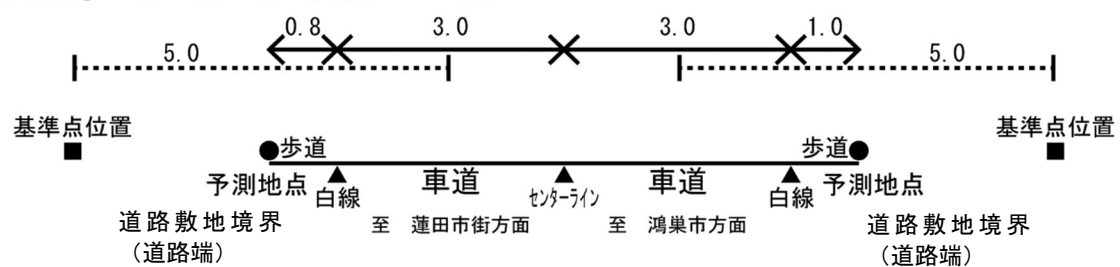 0.8 3.0 3.0 1.0
5.0 5.0
基準点位置 基準点位置
歩道 歩道
予測地点 白線 車道 センターライン 車道 白線 予測地点
道路敷地境界 至 蓮田市街方面 至 鴻巣市方面 道路敷地境界
(道路端) (道路端)